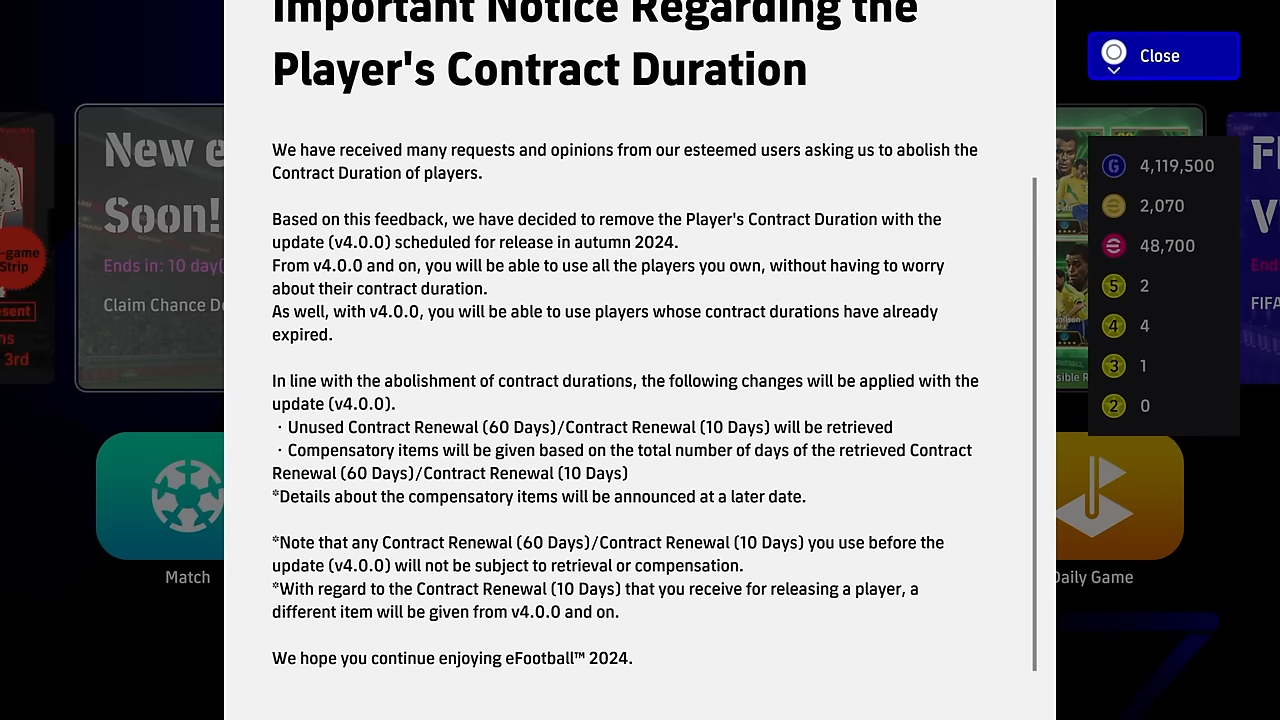 Important Notice Regarding the
Player's Contract Duration
We have received many requests and opinions from our esteemed users asking us to abolish the
Contract Duration of players.
Based on this feedback, we have decided to remove the Player's Contract Duration with the
update (v4.0.0) scheduled for release in autumn 2024.
From v4.0.0 and on, you will be able to use all the players you own, without having to worry
about their contract duration.
As well, with v4.0.0, you will be able to use players whose contract durations have already
expired.
In line with the abolishment of contract durations, the following changes will be applied with the
update (v4.0.0).
・Unused Contract Renewal (60 Days)/Contract Renewal (10 Days) will be retrieved
・Compensatory items will be given based on the total number of days of the retrieved Contract
Renewal (60 Days)/Contract Renewal (10 Days)
*Details about the compensatory items will be announced at a later date.
*Note that any Contract Renewal (60 Days)/Contract Renewal (10 Days) you use before the
update (v4.0.0) will not be subject to retrieval or compensation.
*With regard to the Contract Renewal (10 Days) that you receive for releasing a player, a
different item will be given from v4.0.0 and on.
We hope you continue enjoying eFootball™ 2024.
Close
G 4,119,500
2,070
48,700
5 2
4 4
3 1
2 0
New e
Soon!
Ends in: 10 day(
Claim Chance D
-game
Strip
3rd
Match
Daily Game
FIFA